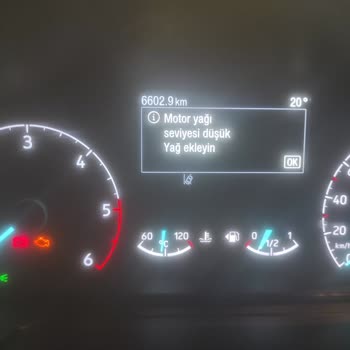 6602.9 km 20°
Motor yağı
seviyesi düşük
Yağ ekleyin
OK
3
4
5
6
60 °C 120
0 1/2 1
40
20
km/h